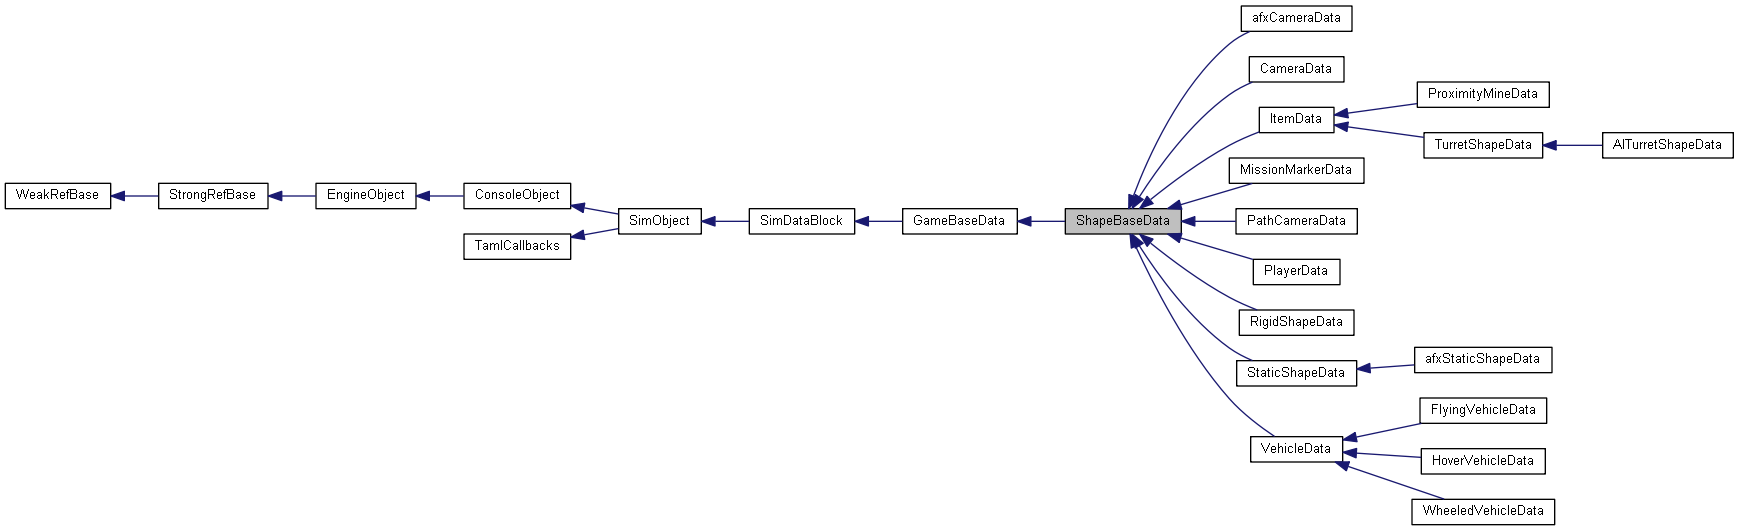 afxCameraData
CameraData
ProximityMineData
ItemData
TurretShapeData
AITurretShapeData
MissionMarkerData
WeakRefBase
StrongRefBase
EngineObject
ConsoleObject
SimObject
SimDataBlock
GameBaseData
ShapeBaseData
PathCameraData
TamlCallbacks
PlayerData
RigidShapeData
afxStaticShapeData
StaticShapeData
FlyingVehicleData
VehicleData
HoverVehicleData
WheeledVehicleData